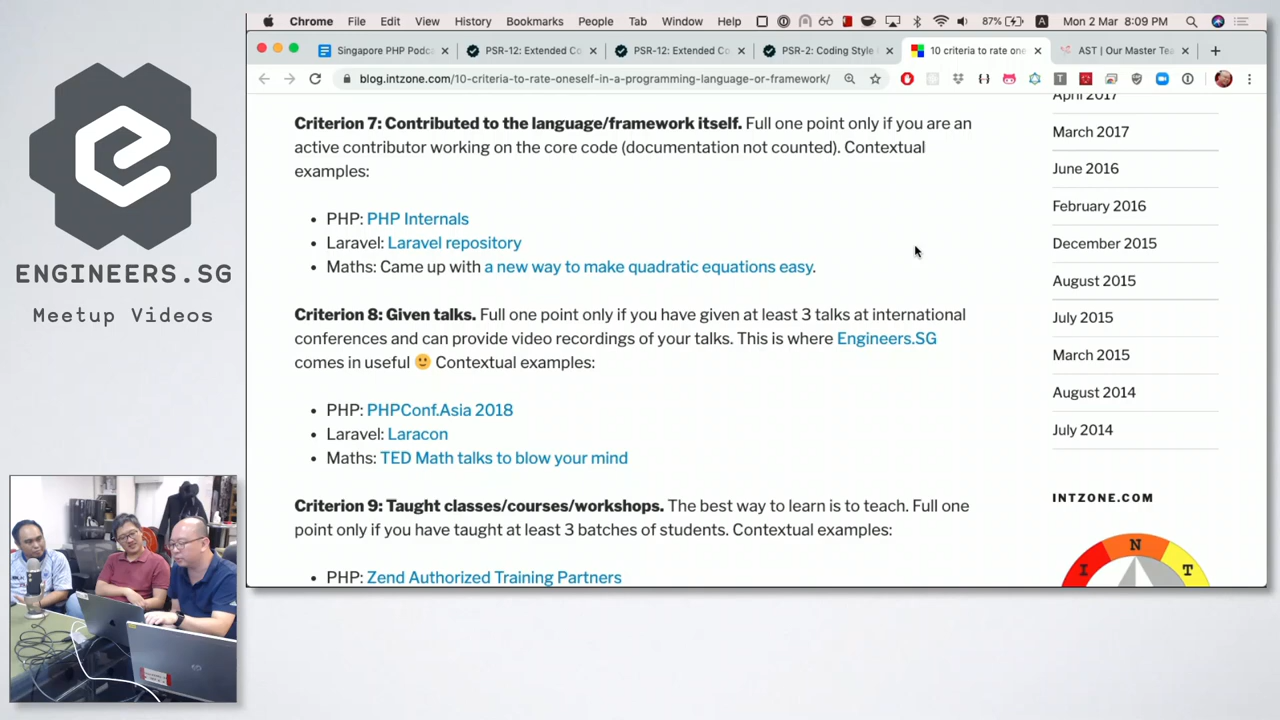 Chrome File Edit View History Bookmarks People Tab Window Help 87% A Mon 2 Mar 8:09 PM
Singapore PHP Podc × PSR-12: Extended Co × PSR-12: Extended Co × PSR-2: Coding Style × 10 criteria to rate one × AST | Our Master Tea × +
blog.intzone.com/10-criteria-to-rate-oneself-in-a-programming-language-or-framework/
ENGINEERS.SG
Meetup Videos
Criterion 7: Contributed to the language/framework itself. Full one point only if you are an
active contributor working on the core code (documentation not counted). Contextual
examples:
• PHP: PHP Internals
• Laravel: Laravel repository
• Maths: Came up with a new way to make quadratic equations easy.
Criterion 8: Given talks. Full one point only if you have given at least 3 talks at international
conferences and can provide video recordings of your talks. This is where Engineers.SG
comes in useful 🙂 Contextual examples:
• PHP: PHPConf.Asia 2018
• Laravel: Laracon
• Maths: TED Math talks to blow your mind
Criterion 9: Taught classes/courses/workshops. The best way to learn is to teach. Full one
point only if you have taught at least 3 batches of students. Contextual examples:
• PHP: Zend Authorized Training Partners
April 2017
March 2017
June 2016
February 2016
December 2015
August 2015
July 2015
March 2015
August 2014
July 2014
INTZONE.COM
I N T